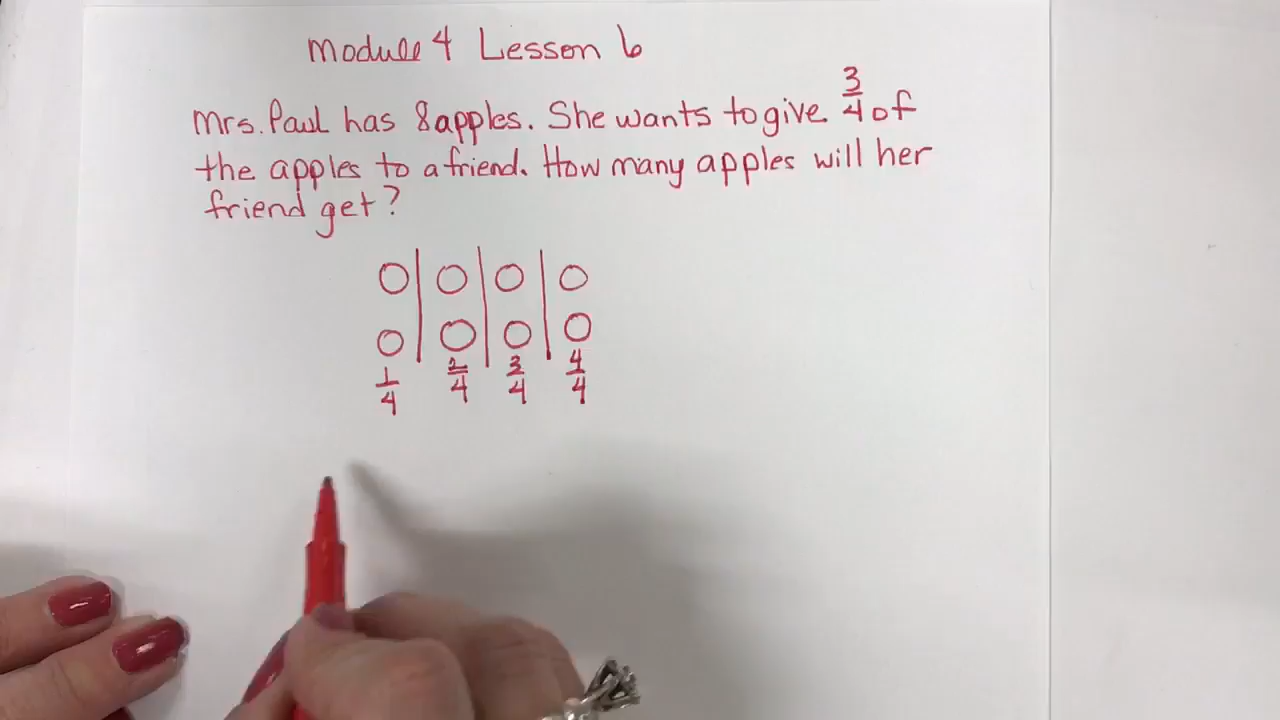 Module 4 Lesson 6
Mrs. Paul has 8 apples. She wants to give 3/4 of
the apples to a friend. How many apples will her
friend get?
1/4 2/4 3/4 4/4